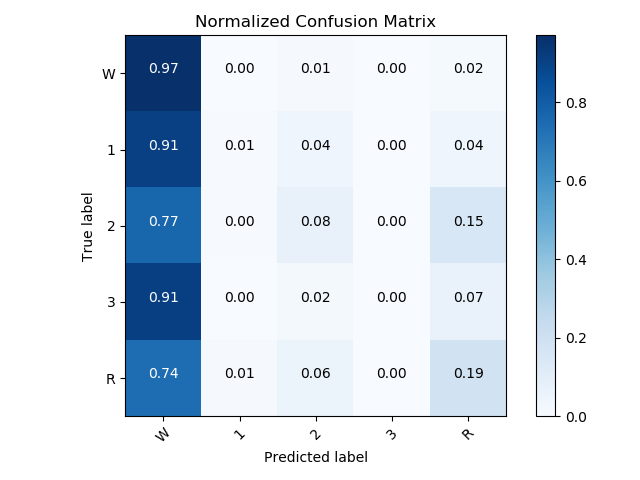 Normalized Confusion Matrix
W 0.97 0.00 0.01 0.00 0.02
1 0.91 0.01 0.04 0.00 0.04
2 0.77 0.00 0.08 0.00 0.15
3 0.91 0.00 0.02 0.00 0.07
R 0.74 0.01 0.06 0.00 0.19
W 1 2 3 R
Predicted label
True label
0.8
0.6
0.4
0.2
0.0